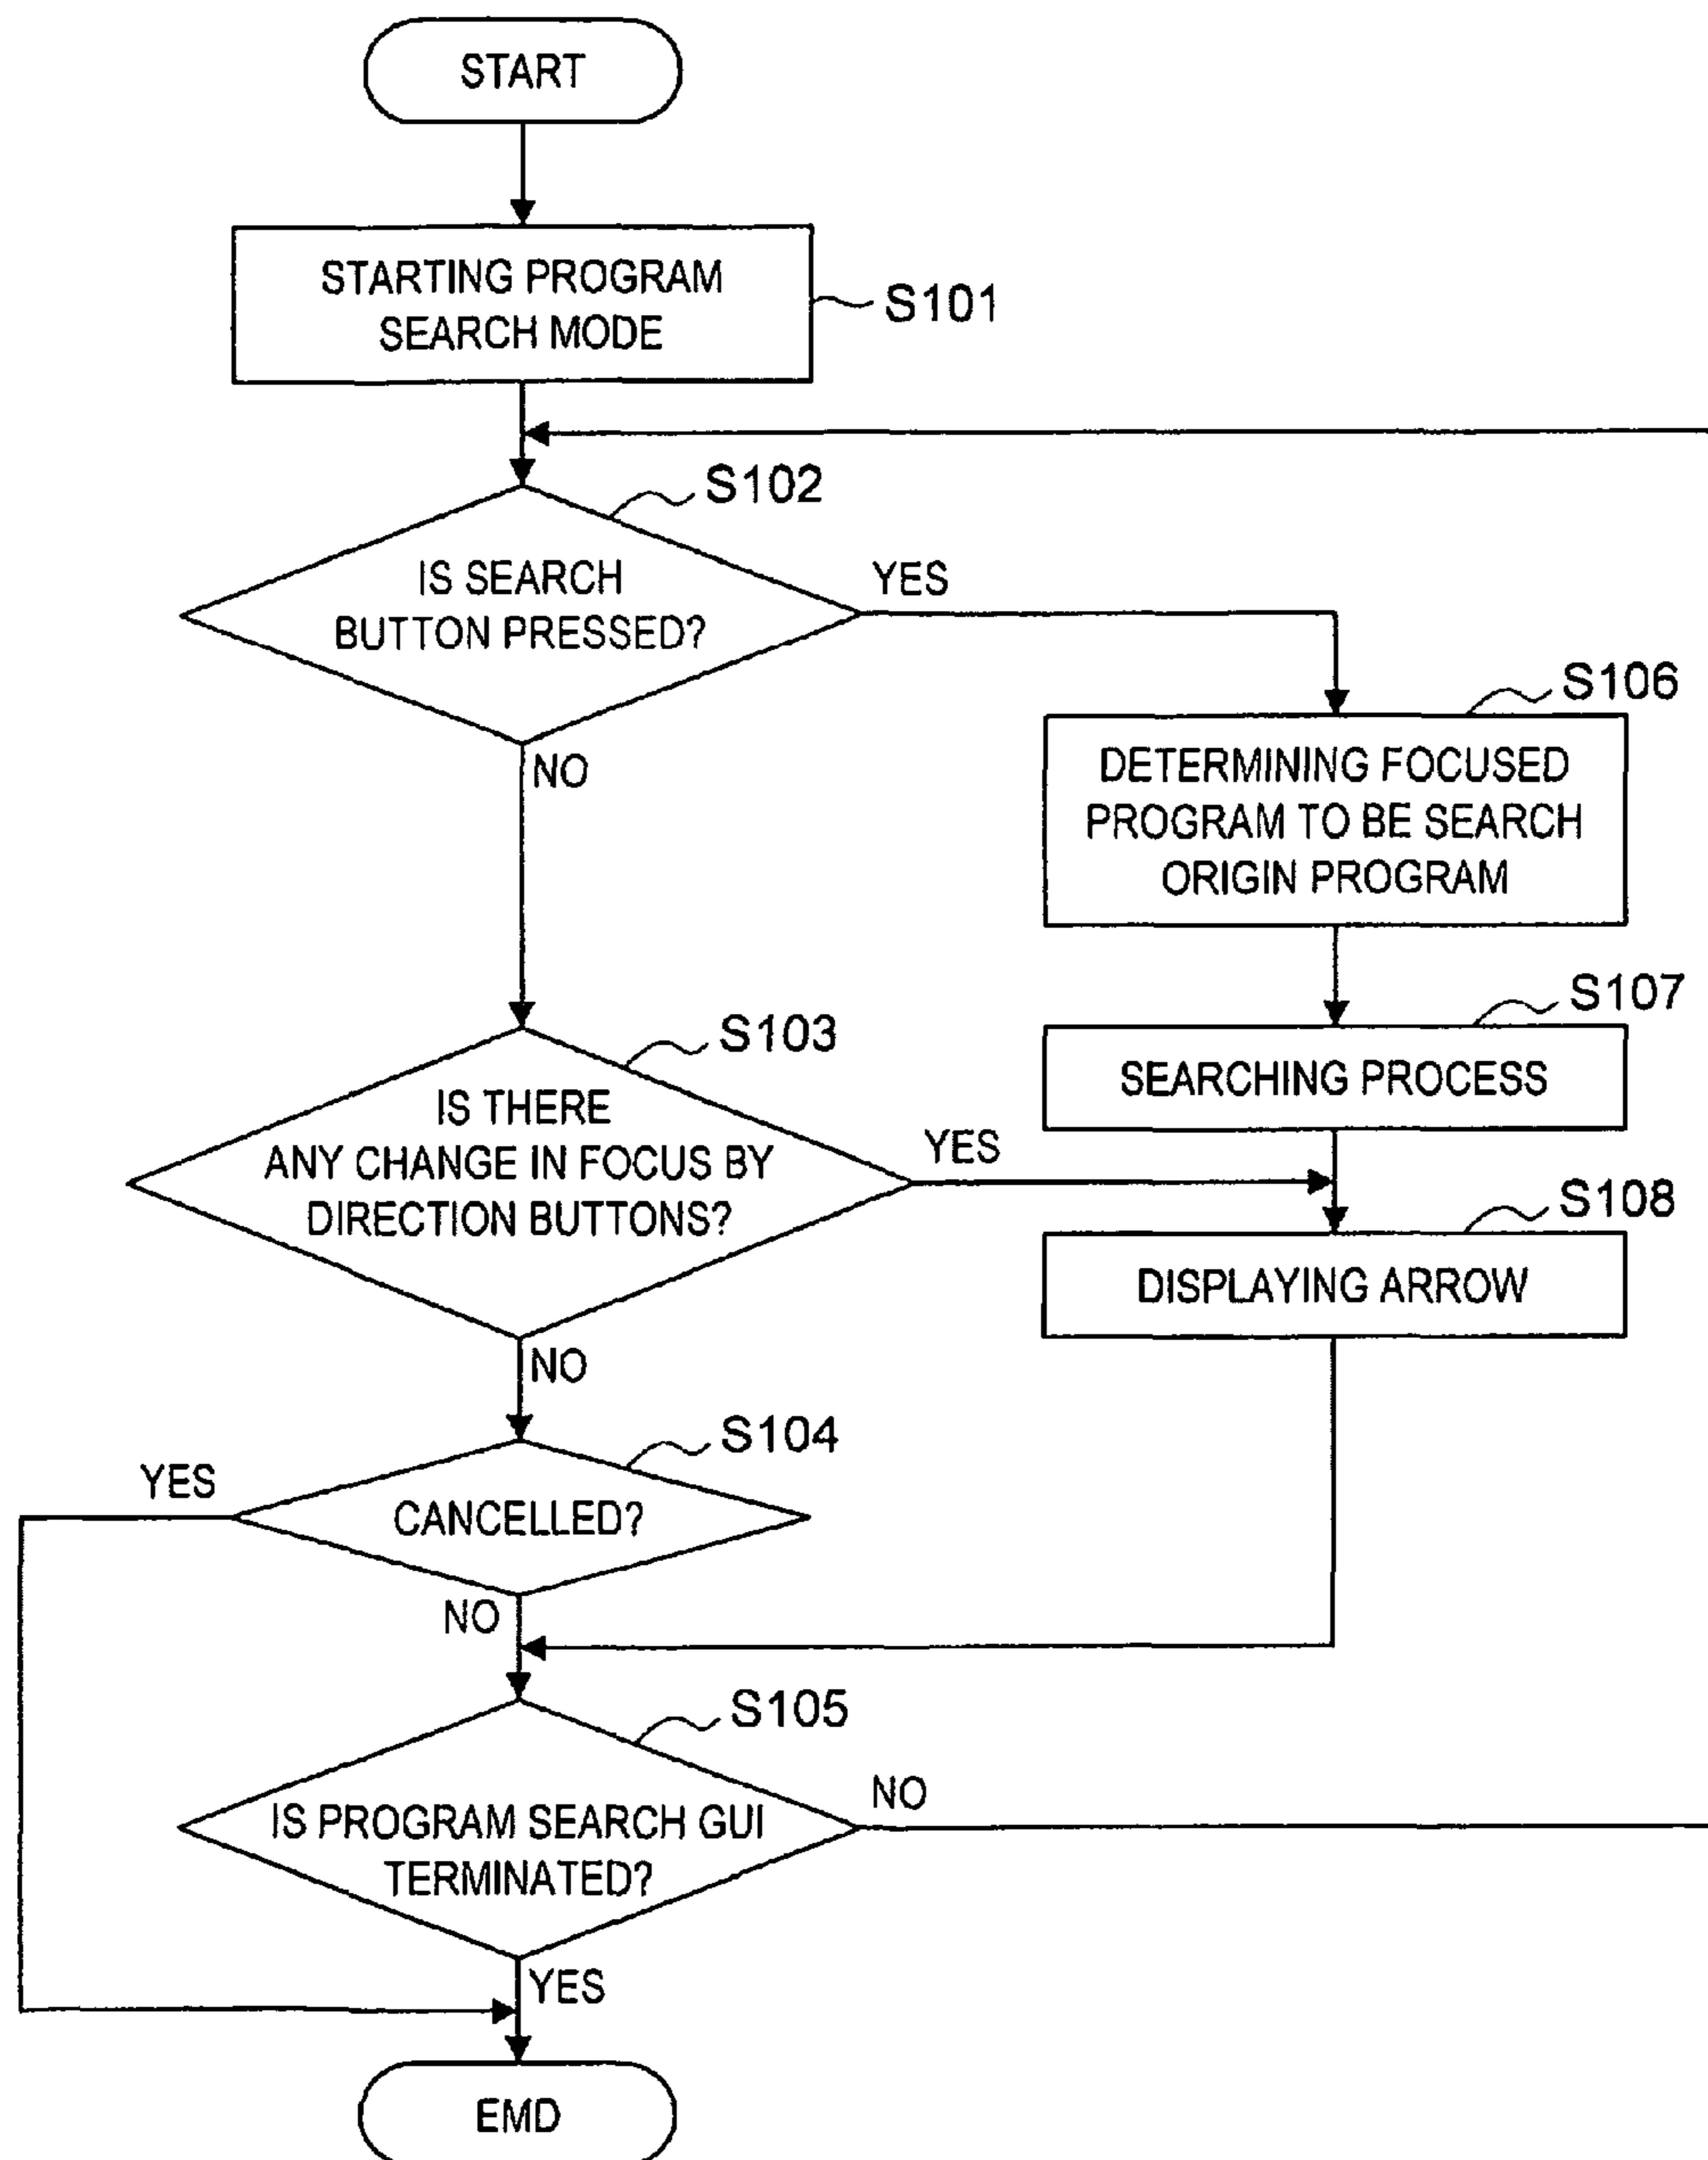 START
STARTING PROGRAM
SEARCH MODE
S101
S102
IS SEARCH
BUTTON PRESSED?
YES
NO
S106
DETERMINING FOCUSED
PROGRAM TO BE SEARCH
ORIGIN PROGRAM
S107
SEARCHING PROCESS
S103
IS THERE
ANY CHANGE IN FOCUS BY
DIRECTION BUTTONS?
YES
NO
S108
DISPLAYING ARROW
S104
CANCELLED?
YES
NO
S105
IS PROGRAM SEARCH GUI
TERMINATED?
NO
YES
EMD